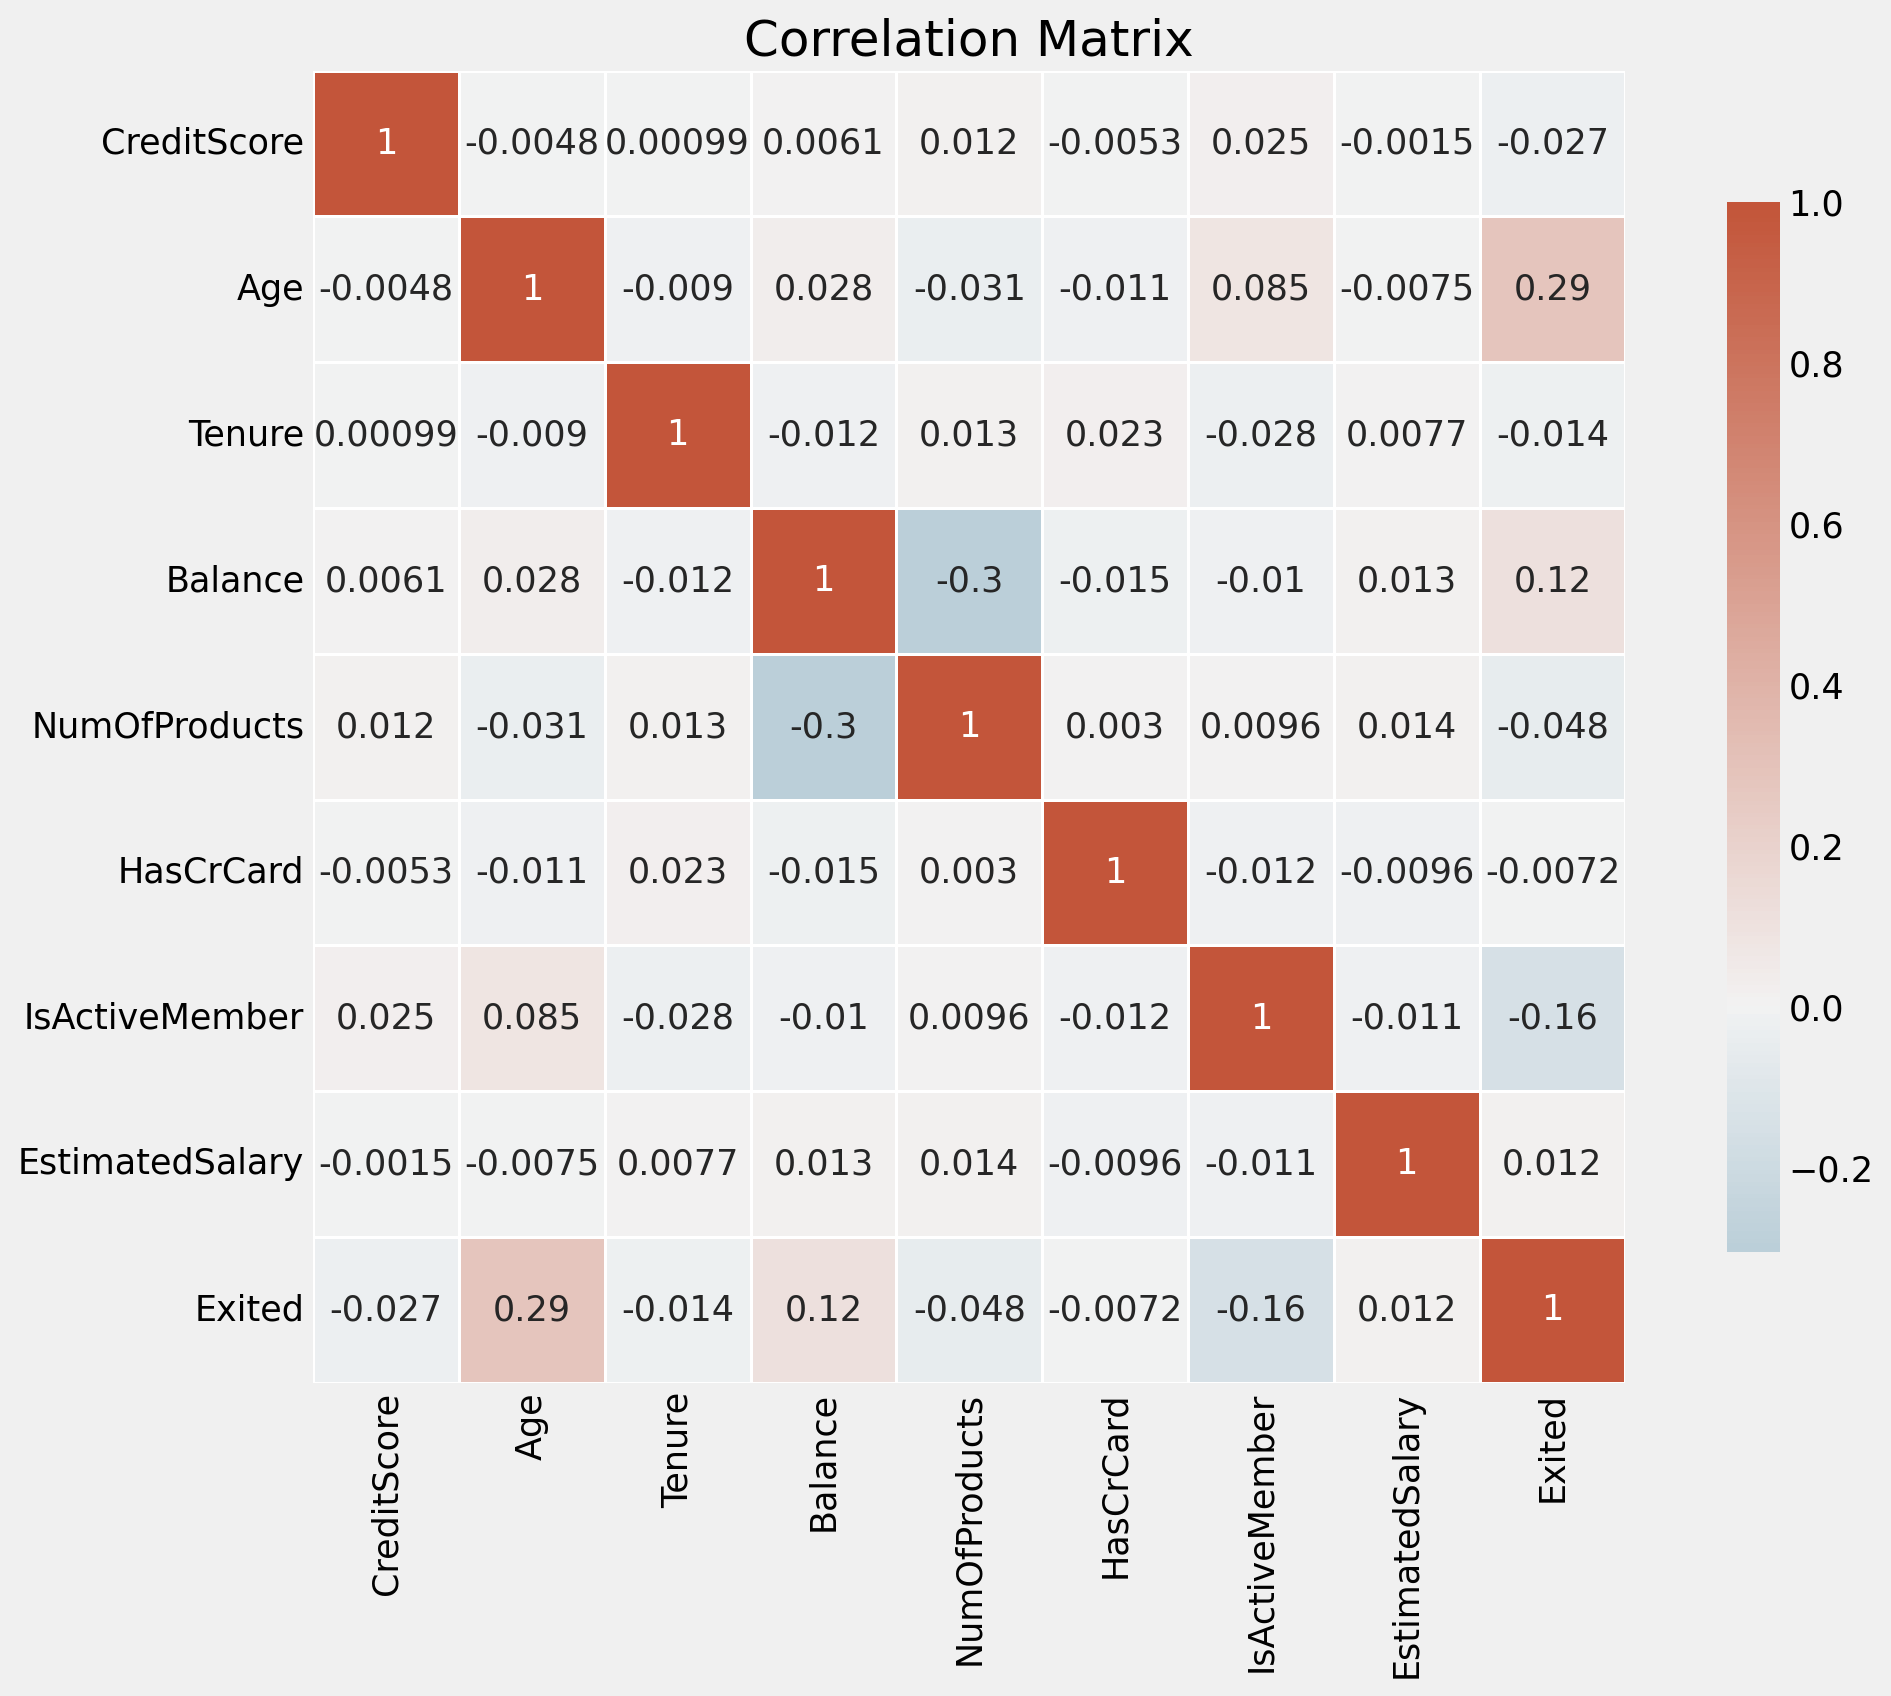 Correlation Matrix
CreditScore 1 -0.0048 0.00099 0.0061 0.012 -0.0053 0.025 -0.0015 -0.027
Age -0.0048 1 -0.009 0.028 -0.031 -0.011 0.085 -0.0075 0.29
Tenure 0.00099 -0.009 1 -0.012 0.013 0.023 -0.028 0.0077 -0.014
Balance 0.0061 0.028 -0.012 1 -0.3 -0.015 -0.01 0.013 0.12
NumOfProducts 0.012 -0.031 0.013 -0.3 1 0.003 0.0096 0.014 -0.048
HasCrCard -0.0053 -0.011 0.023 -0.015 0.003 1 -0.012 -0.0096 -0.0072
IsActiveMember 0.025 0.085 -0.028 -0.01 0.0096 -0.012 1 -0.011 -0.16
EstimatedSalary -0.0015 -0.0075 0.0077 0.013 0.014 -0.0096 -0.011 1 0.012
Exited -0.027 0.29 -0.014 0.12 -0.048 -0.0072 -0.16 0.012 1
CreditScore
Age
Tenure
Balance
NumOfProducts
HasCrCard
IsActiveMember
EstimatedSalary
Exited
1.0
0.8
0.6
0.4
0.2
0.0
−0.2